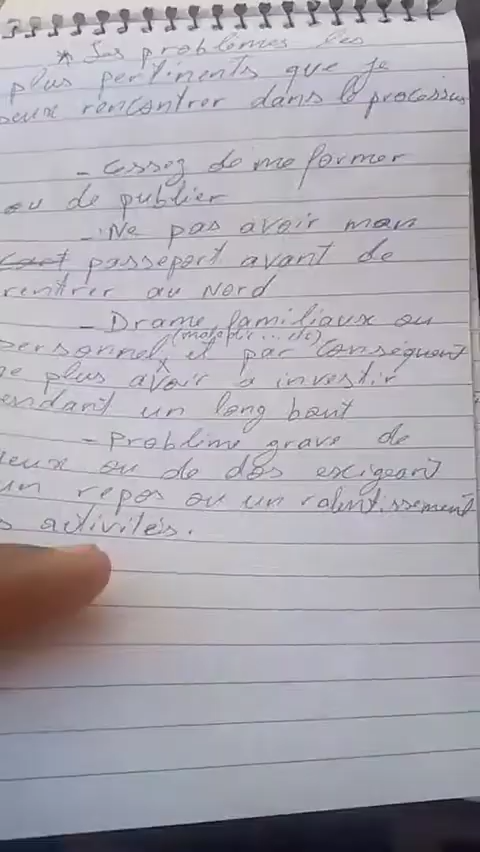 * Les problèmes les
plus pertinents que je
peux rencontrer dans le processus
- Cessez de me former
ou de publier
- Ne pas avoir mon
passeport avant de
rentrer au Nord
- Drame familiaux ou
personnel, et par conséquent
ne plus avoir à investir
pendant un long bout
- Problème grave de
yeux ou de dos exigeant
un repos ou un ralentissement
s activités.